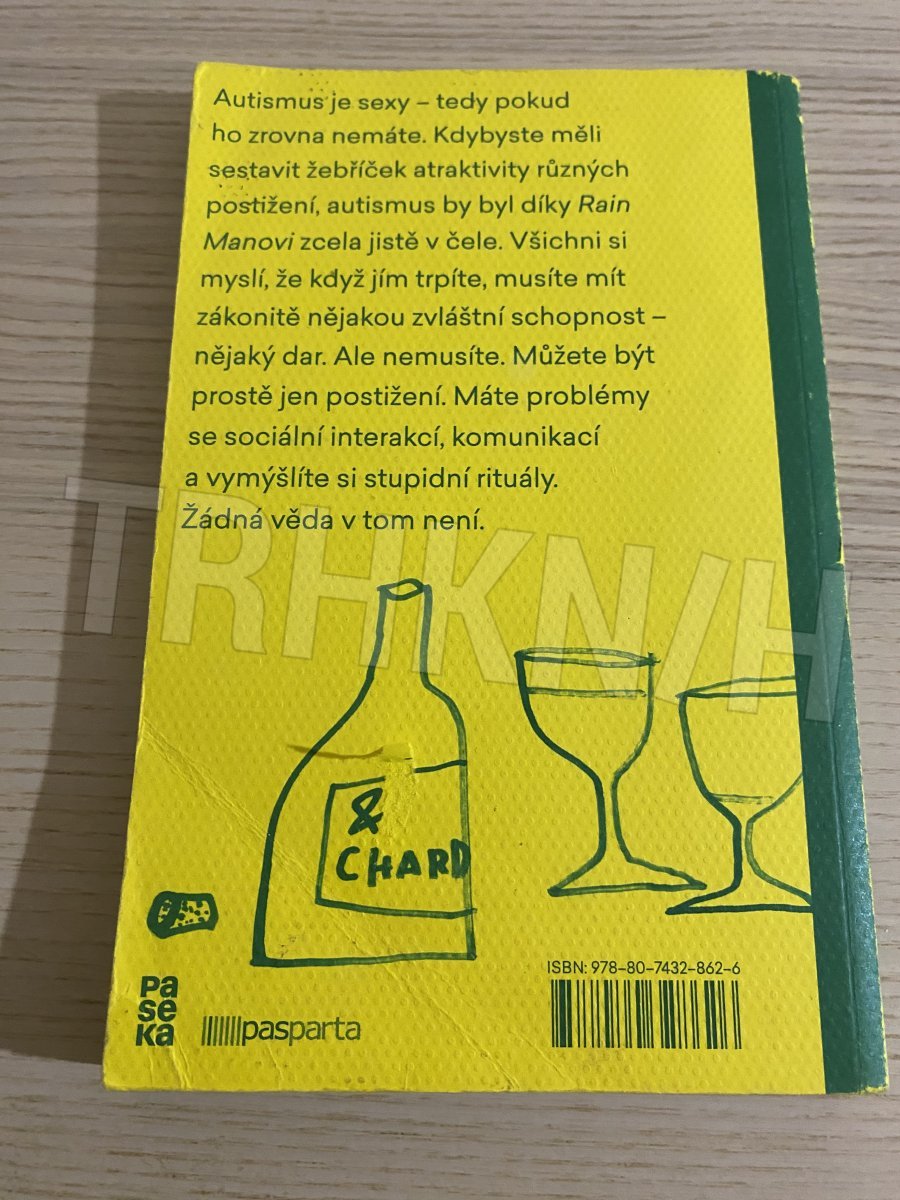 Autismus je sexy – tedy pokud
ho zrovna nemáte. Kdybyste měli
sestavit žebříček atraktivity různých
postižení, autismus by byl díky Rain
Manovi zcela jistě v čele. Všichni si
myslí, že když jím trpíte, musíte mít
zákonitě nějakou zvláštní schopnost –
nějaký dar. Ale nemusíte. Můžete být
prostě jen postižení. Máte problémy
se sociální interakcí, komunikací
a vymýšlíte si stupidní rituály.
Žádná věda v tom není.
TRHKNIH
&
CHARD
ISBN: 978–80–7432–862–6
Pa
se
Ka
pasparta